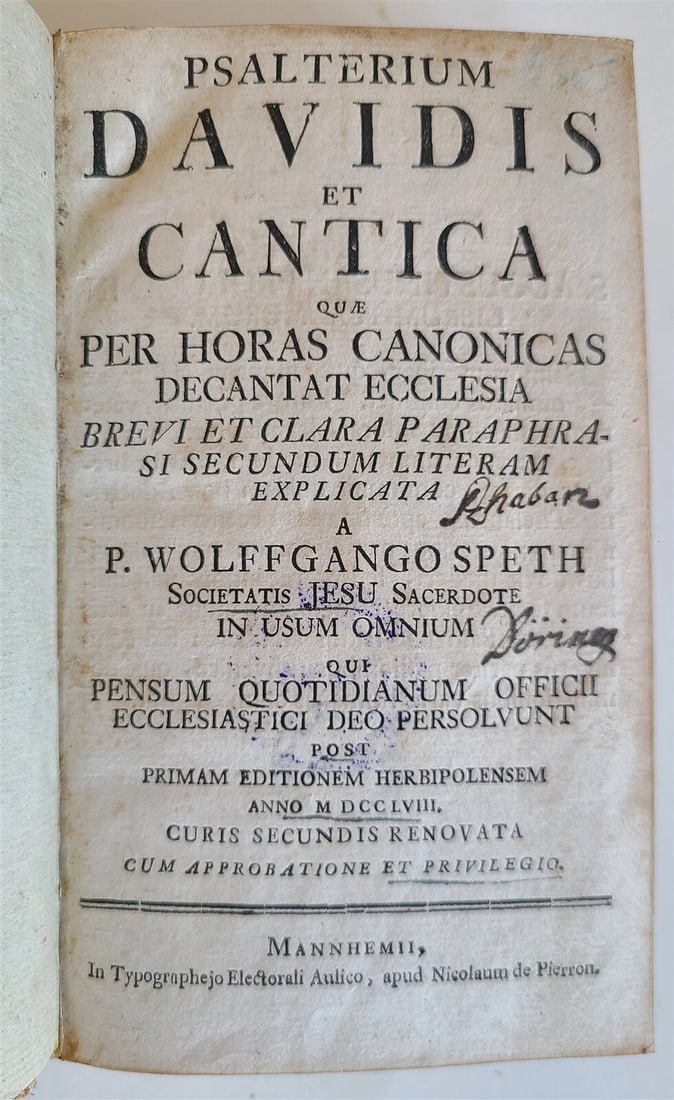 PSALTERIUM
DAVIDIS
ET
CANTICA
QUÆ
PER HORAS CANONICAS
DECANTAT ECCLESIA
BREVI ET CLARA PARAPHRA-
SI SECUNDUM LITERAM
EXPLICATA
A
P. WOLFFGANGO SPETH
SOCIETATIS JESU SACERDOTE
IN USUM OMNIUM
QUI
PENSUM QUOTIDIANUM OFFICII
ECCLESIASTICI DEO PERSOLVUNT
POST
PRIMAM EDITIONEM HERBIPOLENSEM
ANNO M DCCLVIII.
CURIS SECUNDIS RENOVATA
CUM APPROBATIONE ET PRIVILEGIO.
MANNHEMII,
In Typographejo Electorali Aulico, apud Nicolaum de Pierron.